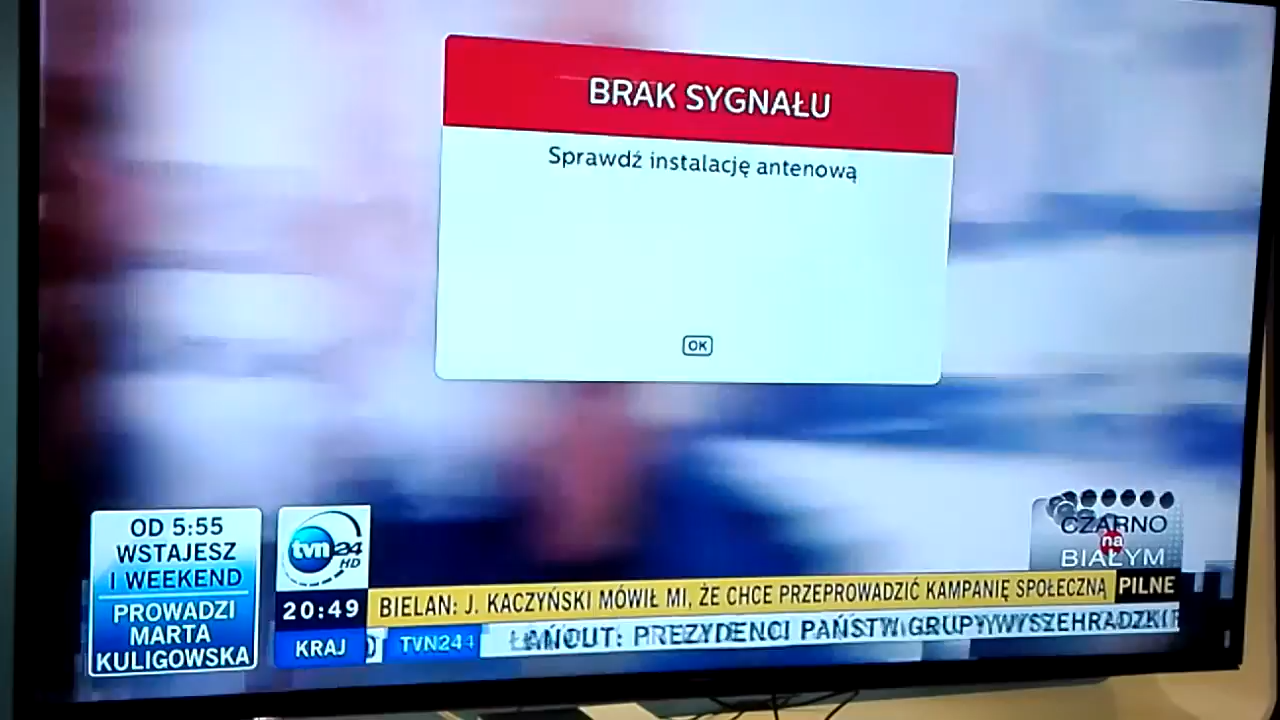 BRAK SYGNAŁU
Sprawdź instalację antenową
OK
OD 5:55
WSTAJESZ
I WEEKEND
PROWADZI
MARTA
KULIGOWSKA
tvn24
HD
20:49
KRAJ
CZARNO
na
BIAŁYM
BIELAN: J. KACZYŃSKI MÓWIŁ MI, ŻE CHCE PRZEPROWADZIĆ KAMPANIĘ SPOŁECZNĄ PILNE
TVN24 ŁAŃCUT: PREZYDENCI PAŃSTW GRUPY WYSZEHRADZKI